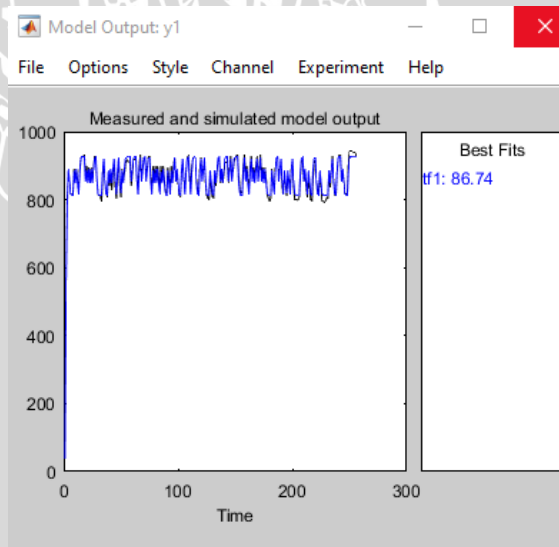 Model Output: y1
File Options Style Channel Experiment Help
Measured and simulated model output
1000
800
600
400
200
0
0 100 200 300
Time
Best Fits
tf1: 86.74